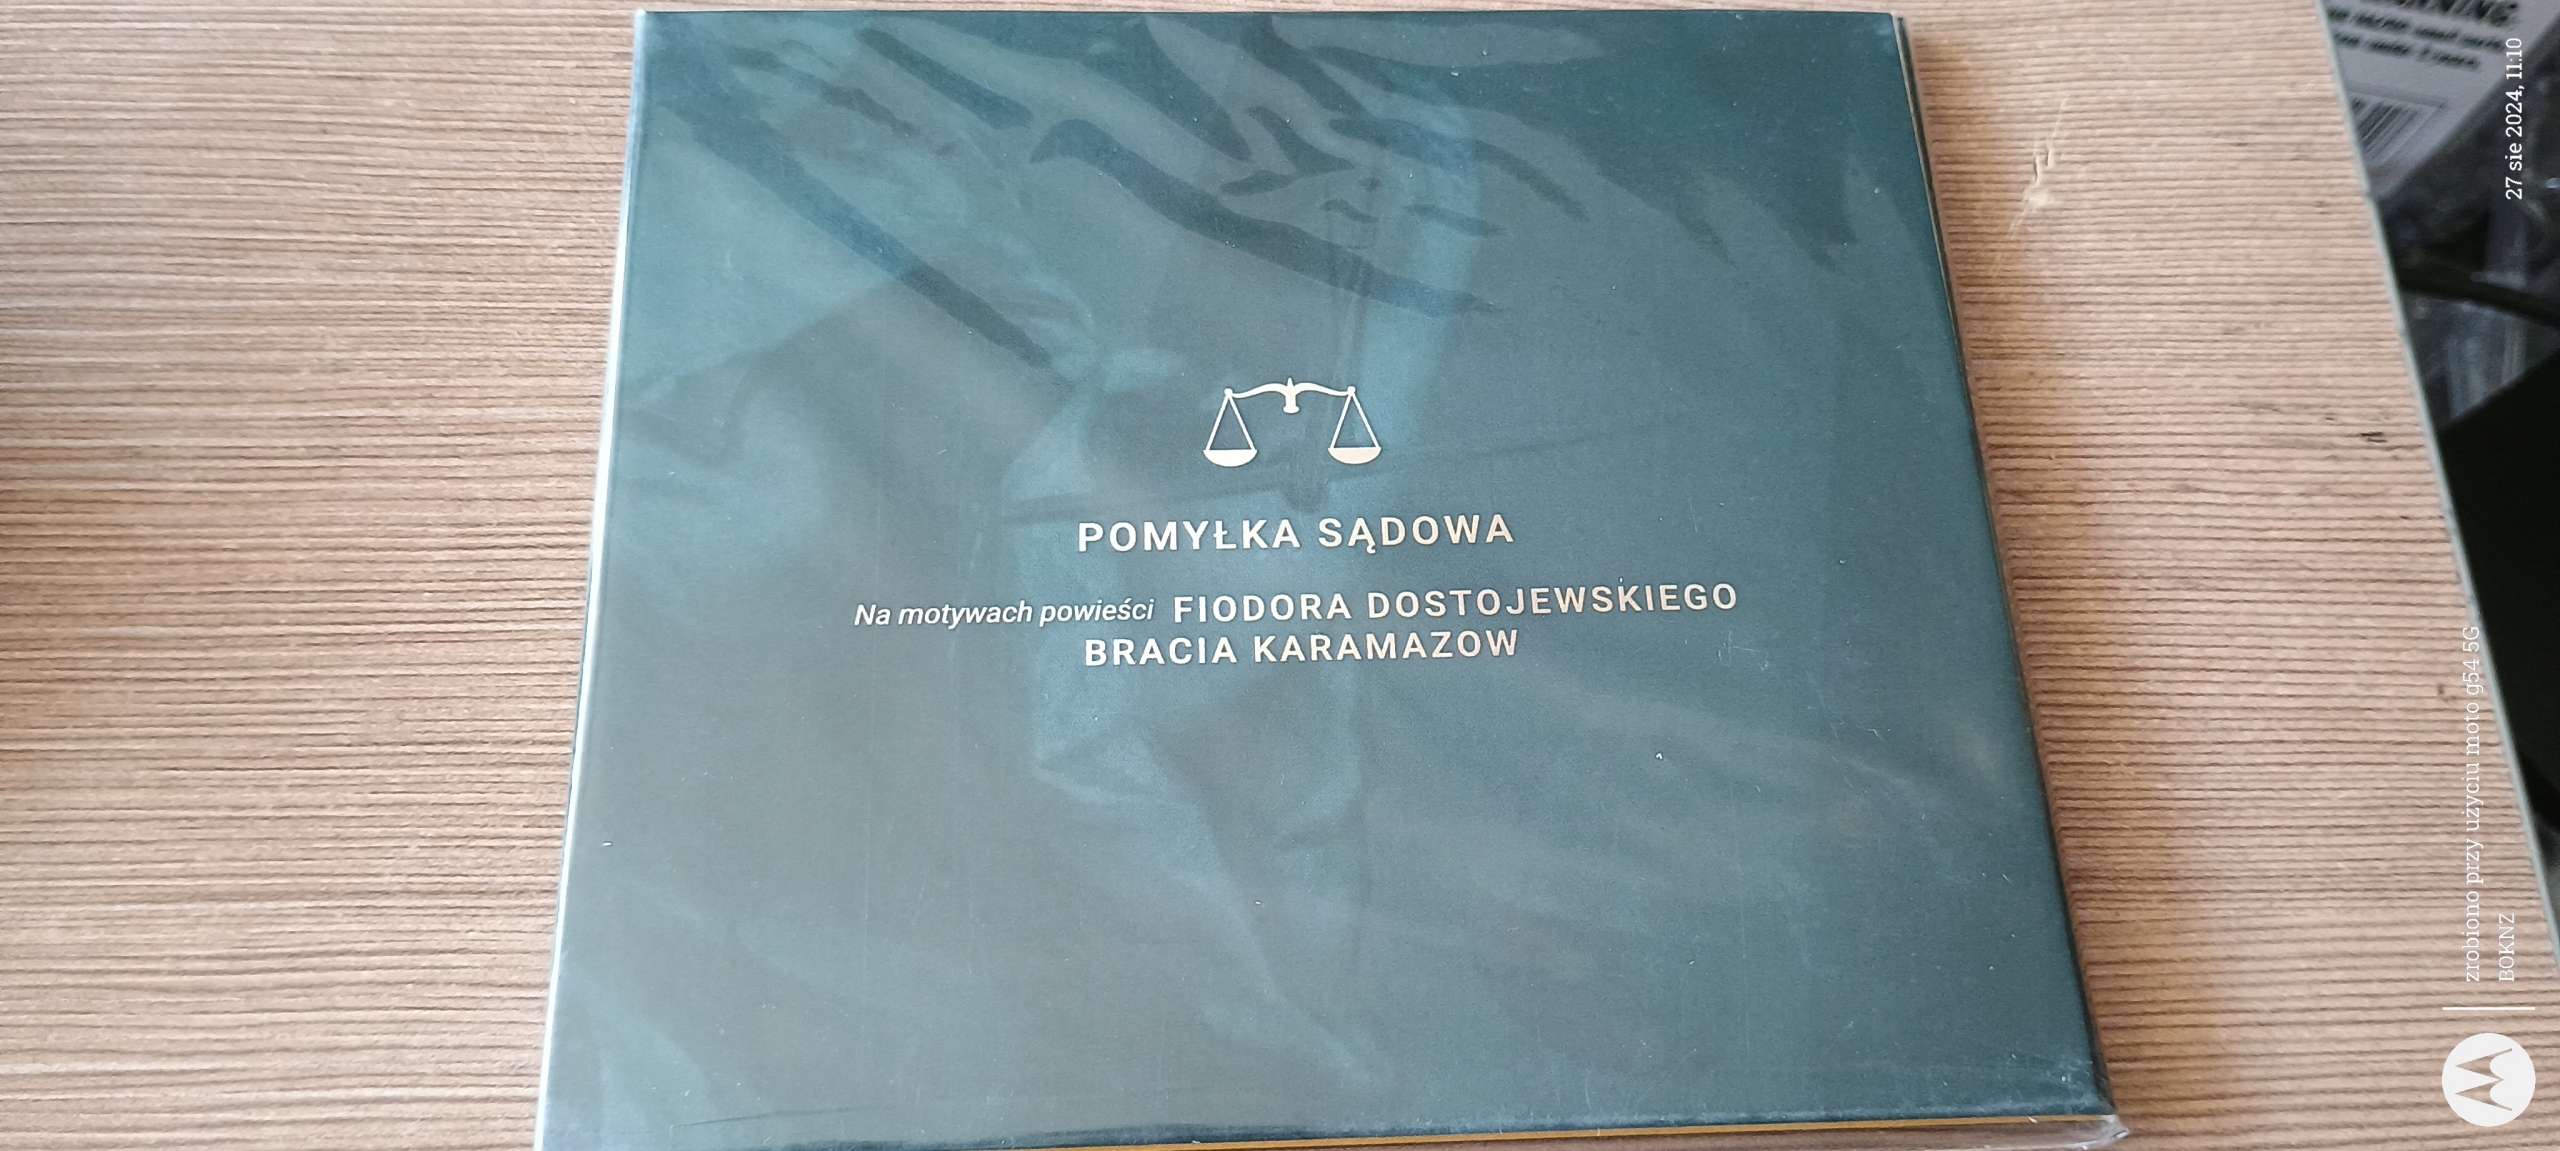 POMYŁKA SĄDOWA
Na motywach powieści FIODORA DOSTOJEWSKIEGO
BRACIA KARAMAZOW
27 sie 2024, 11:10
zrobiono przy użyciu moto g54 5G
BOKNZ